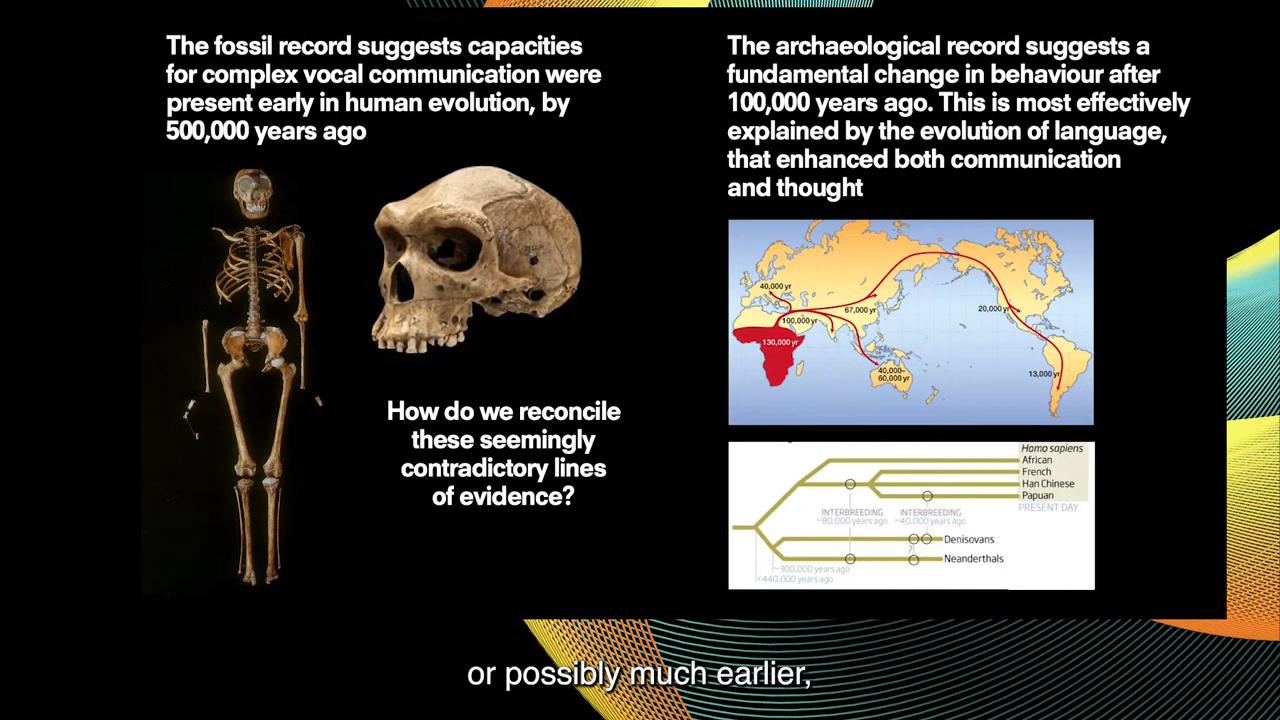 The fossil record suggests capacities
for complex vocal communication were
present early in human evolution, by
500,000 years ago
How do we reconcile
these seemingly
contradictory lines
of evidence?
The archaeological record suggests a
fundamental change in behaviour after
100,000 years ago. This is most effectively
explained by the evolution of language,
that enhanced both communication
and thought
40,000 yr
67,000 yr
20,000 yr
100,000 yr
130,000 yr
40,000–
60,000 yr
13,000 yr
Homo sapiens
African
French
Han Chinese
Papuan
PRESENT DAY
INTERBREEDING
~80,000 years ago
INTERBREEDING
~40,000 years ago
Denisovans
?
Neanderthals
~300,000 years ago
<440,000 years ago
or possibly much earlier,